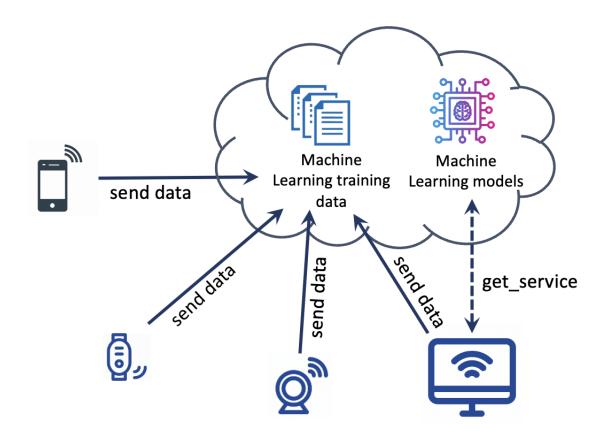 Machine
Learning training
data
Machine
Learning models
send data
send data
send data
send data
get_service